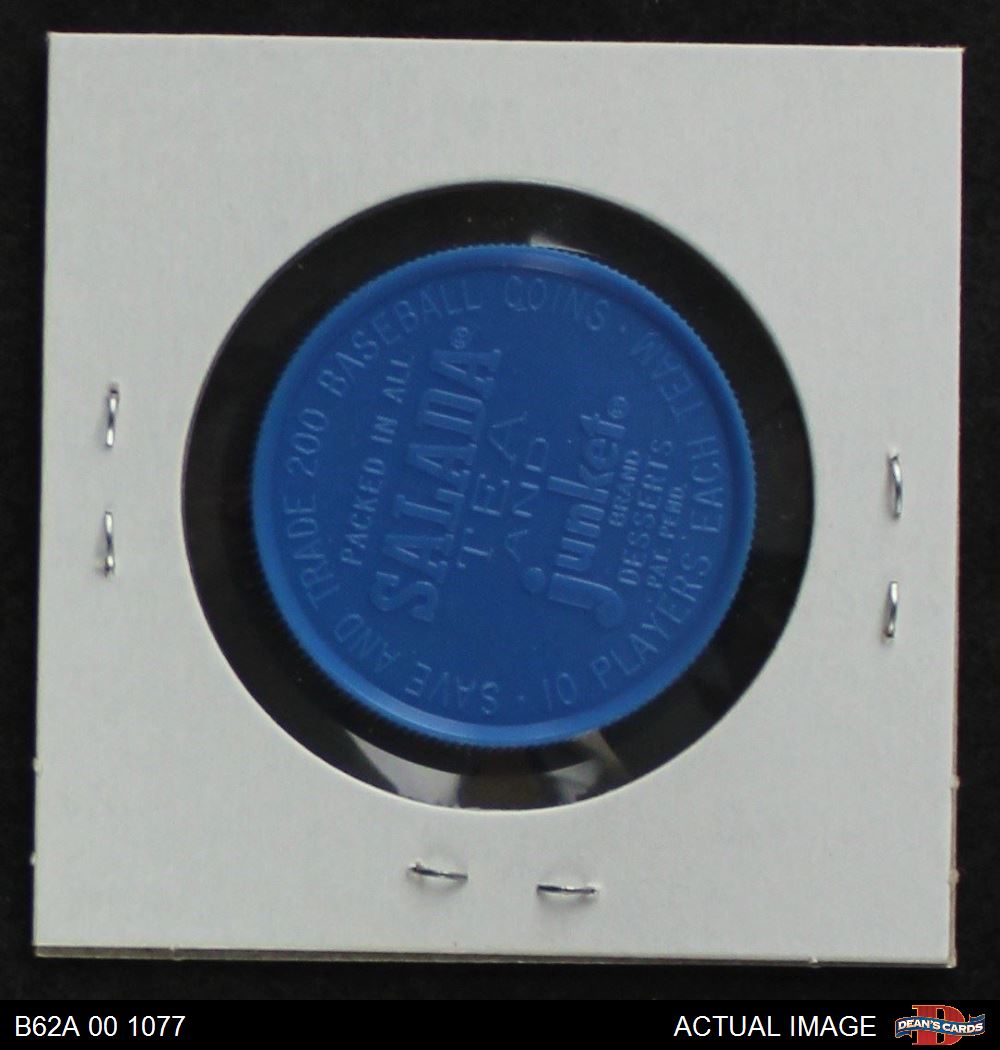 SAVE AND TRADE 200 BASEBALL COINS · 10 PLAYERS EACH TEAM ·
PACKED IN ALL
SALADA®
TEA
AND
junket®
BRAND
DESSERTS
PAT. PEND.
B62A 00 1077
ACTUAL IMAGE
D
DEAN'S CARDS